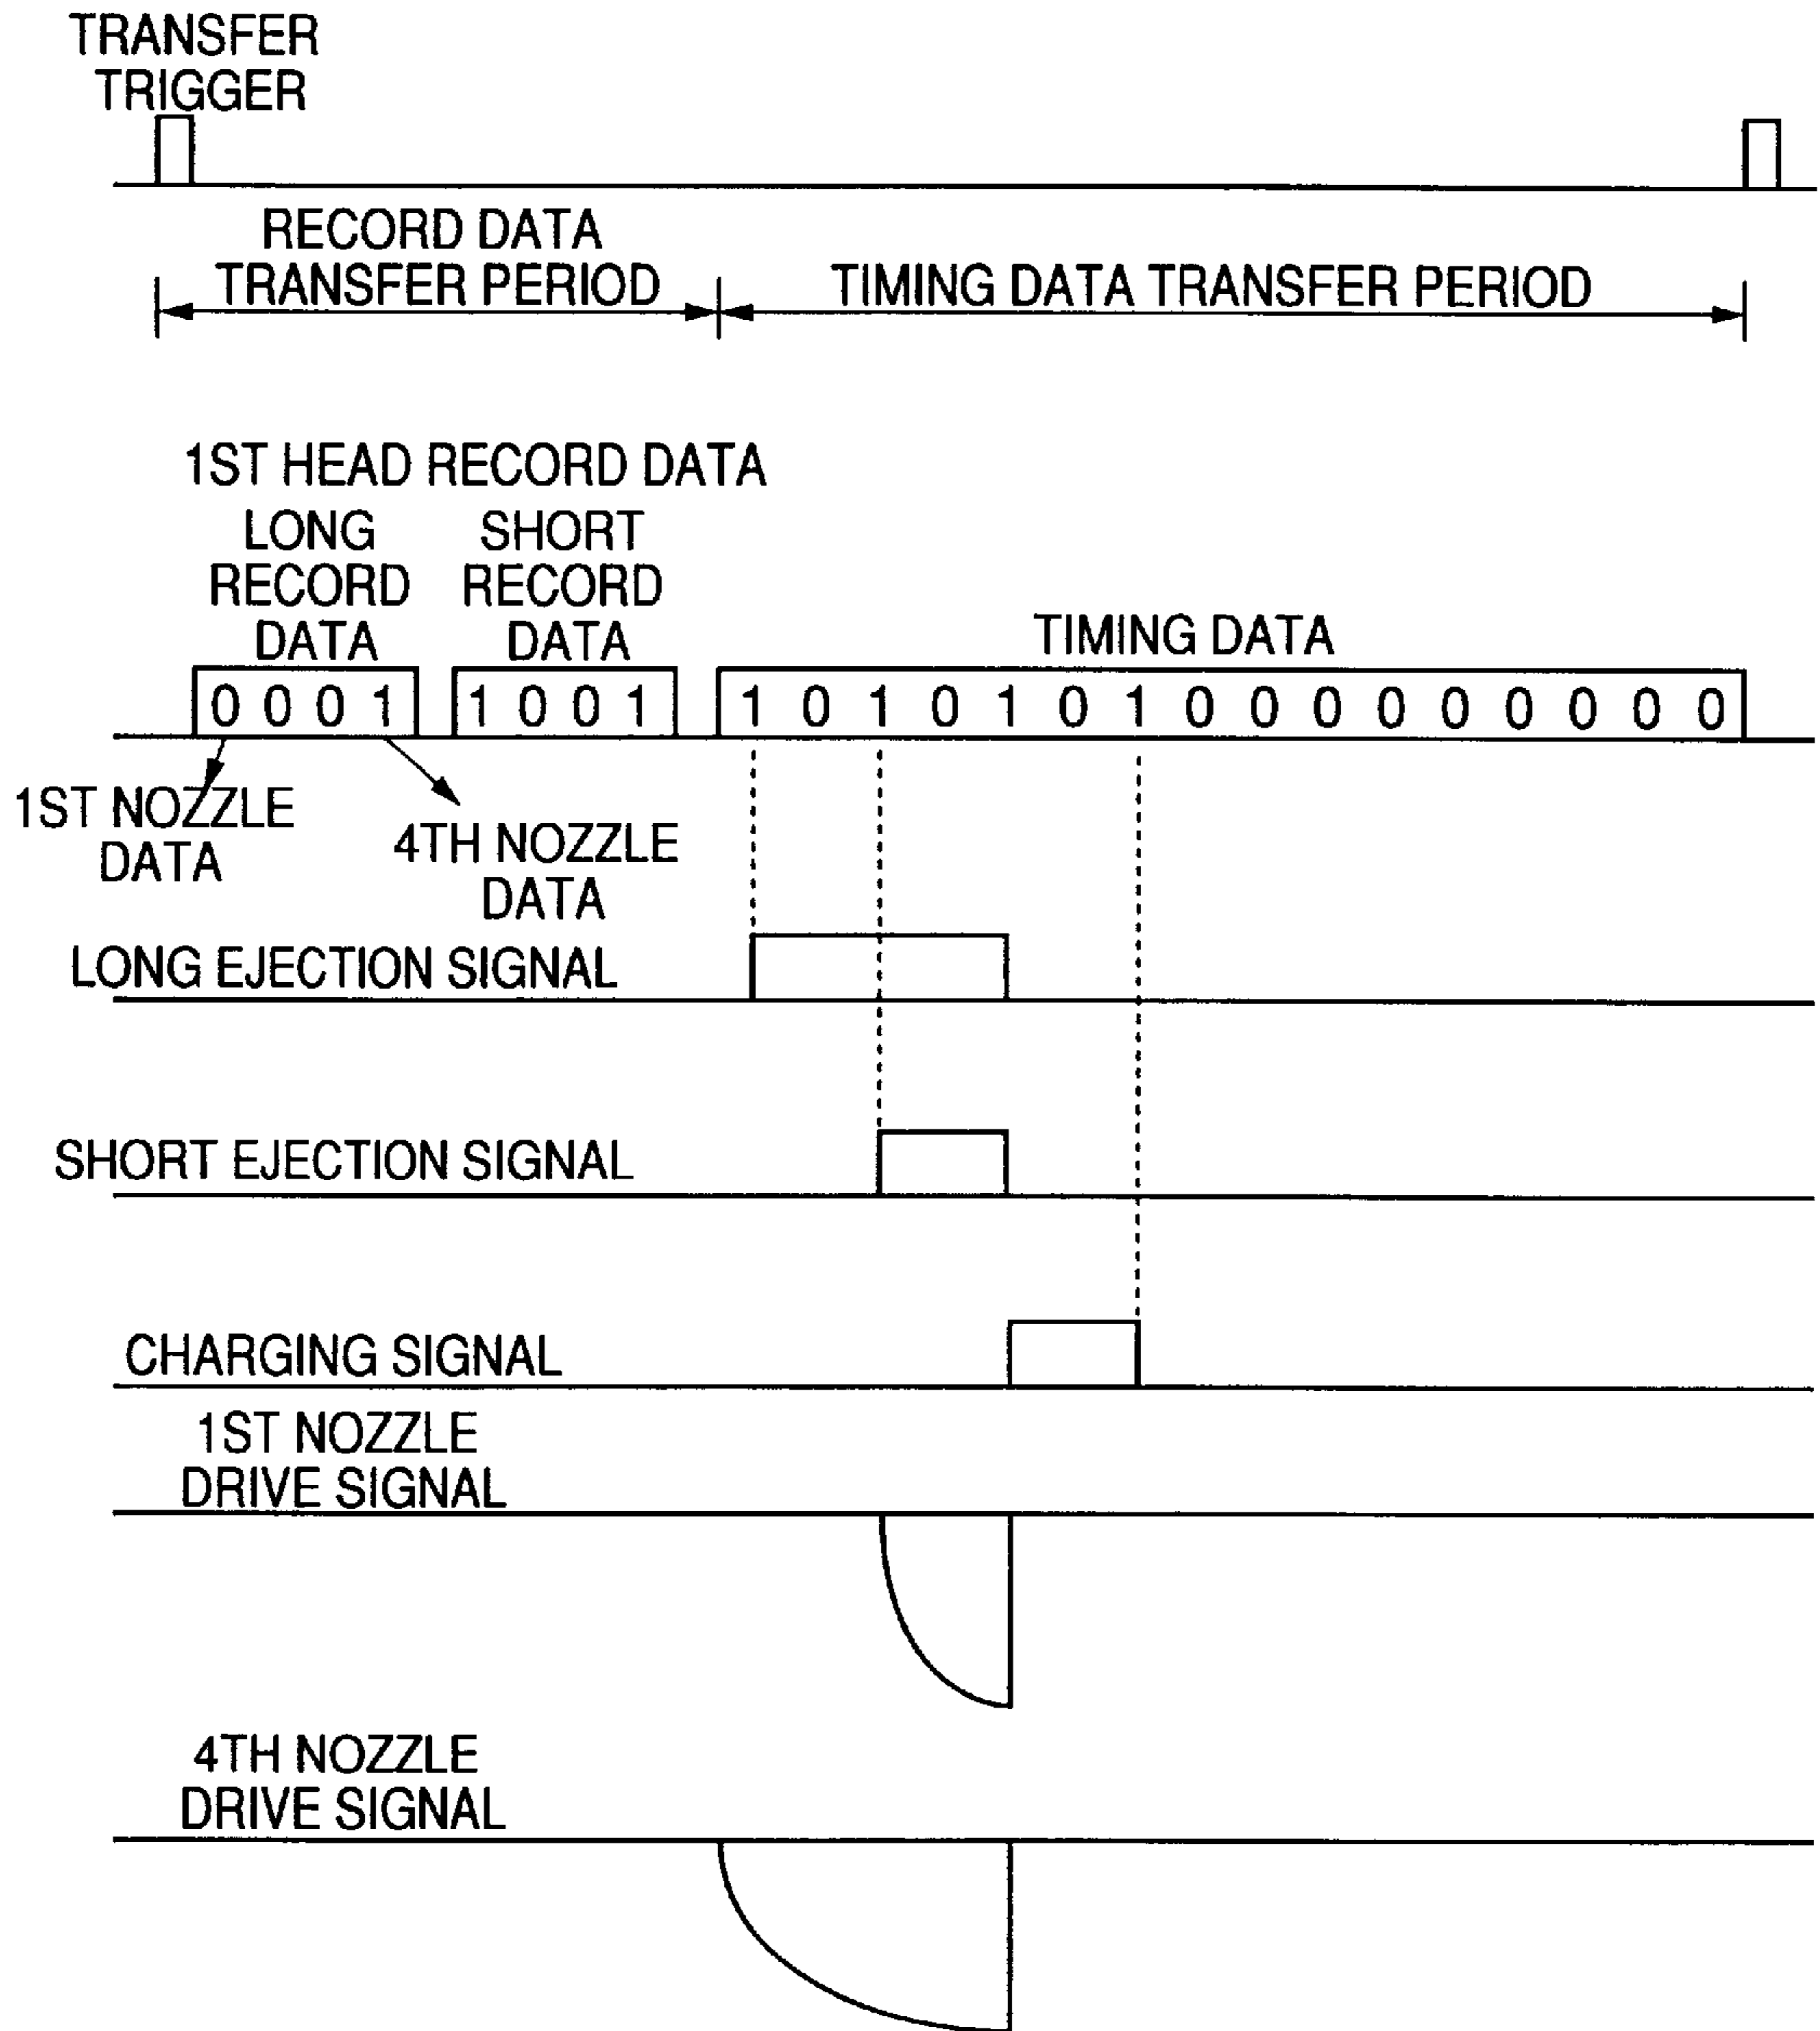 TRANSFER
TRIGGER
RECORD DATA
TRANSFER PERIOD
TIMING DATA TRANSFER PERIOD
1ST HEAD RECORD DATA
LONG
RECORD
DATA
SHORT
RECORD
DATA
TIMING DATA
0 0 0 1
1 0 0 1
1 0 1 0 1 0 1 0 0 0 0 0 0 0 0 0
1ST NOZZLE
DATA
4TH NOZZLE
DATA
LONG EJECTION SIGNAL
SHORT EJECTION SIGNAL
CHARGING SIGNAL
1ST NOZZLE
DRIVE SIGNAL
4TH NOZZLE
DRIVE SIGNAL